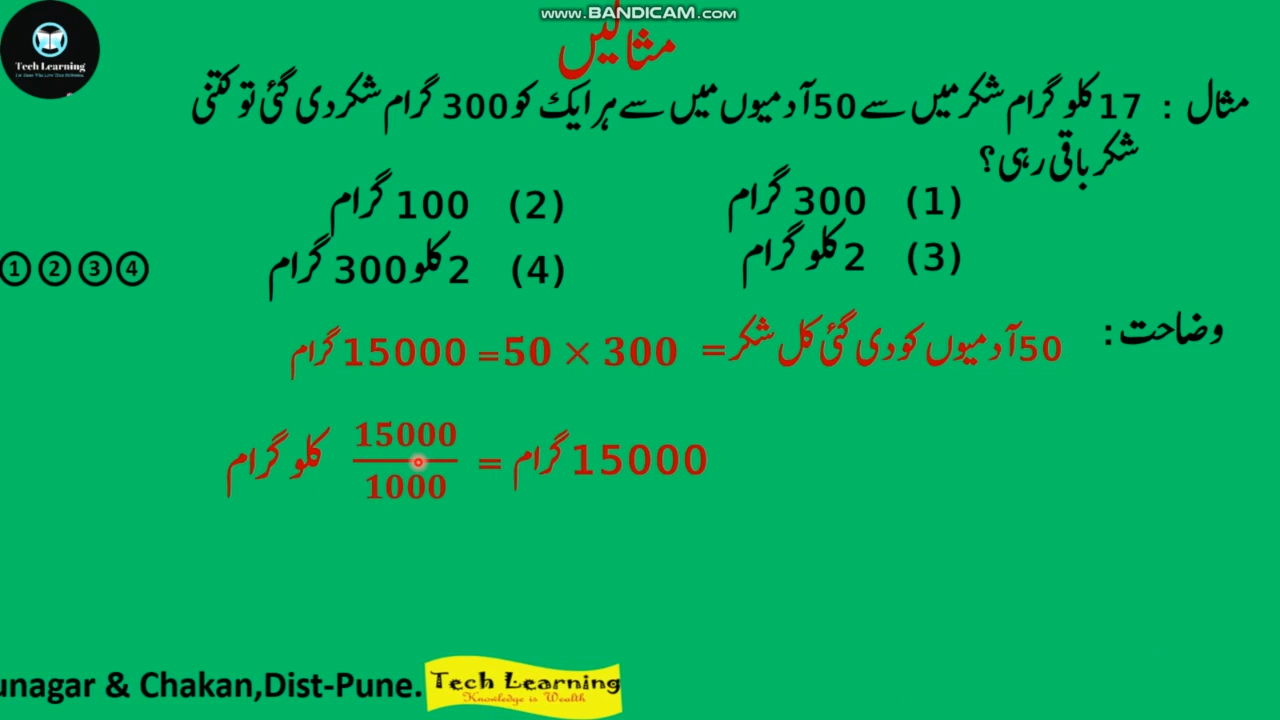 www.BANDICAM.com
Tech Learning
مثالیں
مثال : 17 کلو گرام شکر میں سے 50 آدمیوں میں سے ہر ایک کو 300 گرام شکر دی گئی تو کتنی
شکر باقی رہی؟
(1) 300 گرام (2) 100 گرام
(3) 2 کلو گرام (4) 2 کلو 300 گرام
① ② ③ ④
وضاحت : 50 آدمیوں کو دی گئی کل شکر = 300 × 50 = 15000 گرام
15000 گرام = 15000/1000 کلو گرام
unagar & Chakan,Dist-Pune.
Tech Learning
Knowledge is Wealth